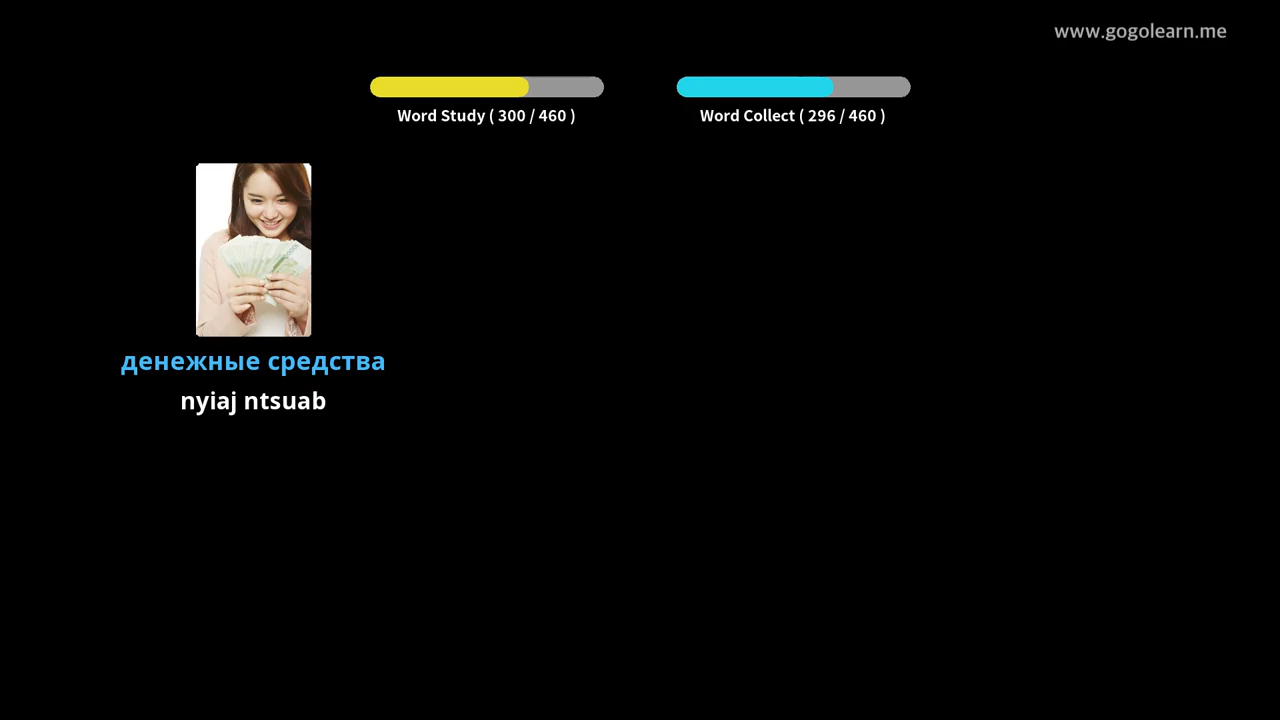 www.gogolearn.me
Word Study ( 300 / 460 )
Word Collect ( 296 / 460 )
денежные средства
nyiaj ntsuab